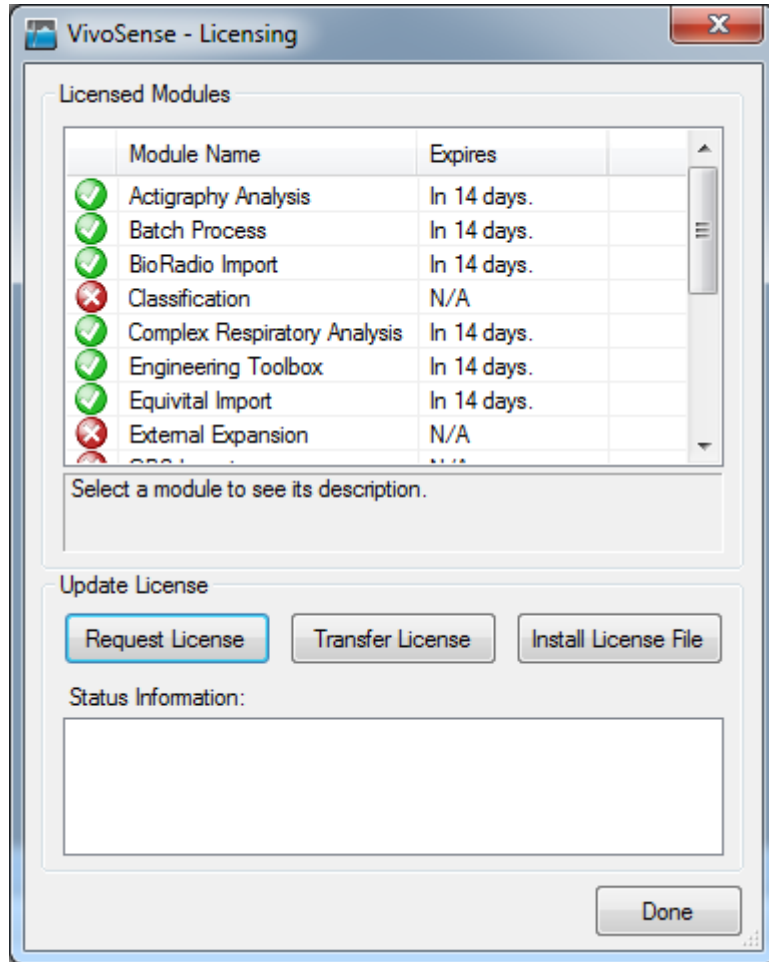 VivoSense - Licensing
Licensed Modules
Module Name Expires
Actigraphy Analysis In 14 days.
Batch Process In 14 days.
BioRadio Import In 14 days.
Classification N/A
Complex Respiratory Analysis In 14 days.
Engineering Toolbox In 14 days.
Equivital Import In 14 days.
External Expansion N/A
Select a module to see its description.
Update License
Request License Transfer License Install License File
Status Information:
Done